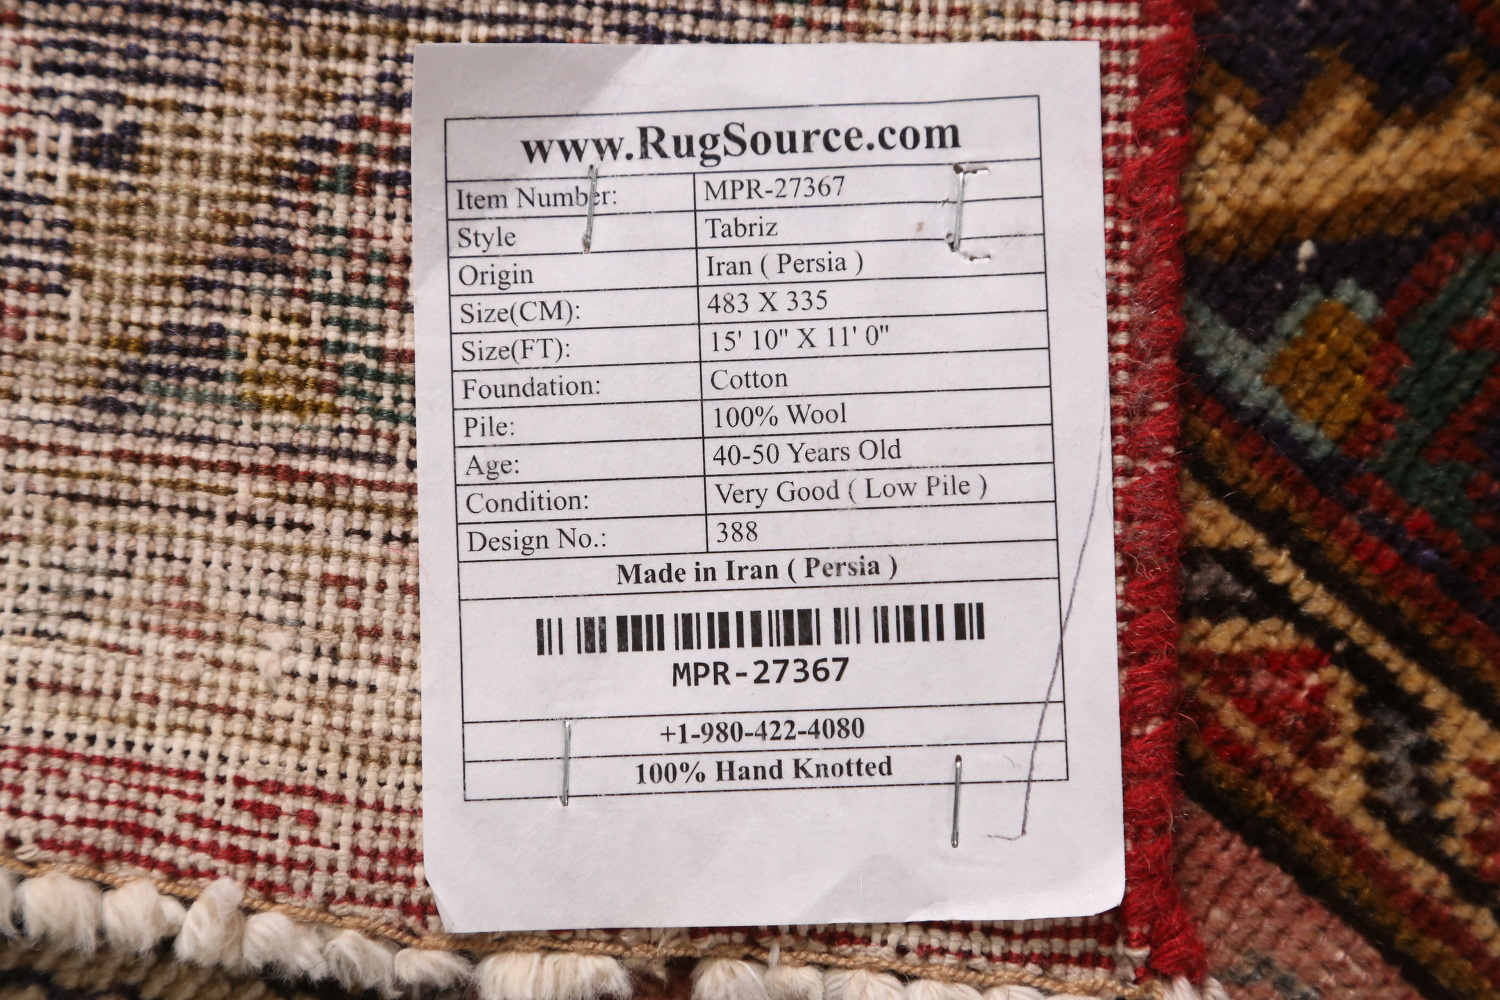 www.RugSource.com
Item Number: MPR-27367
Style Tabriz
Origin Iran ( Persia )
Size(CM): 483 X 335
Size(FT): 15' 10" X 11' 0"
Foundation: Cotton
Pile: 100% Wool
Age: 40-50 Years Old
Condition: Very Good ( Low Pile )
Design No.: 388
Made in Iran ( Persia )
MPR-27367
+1-980-422-4080
100% Hand Knotted